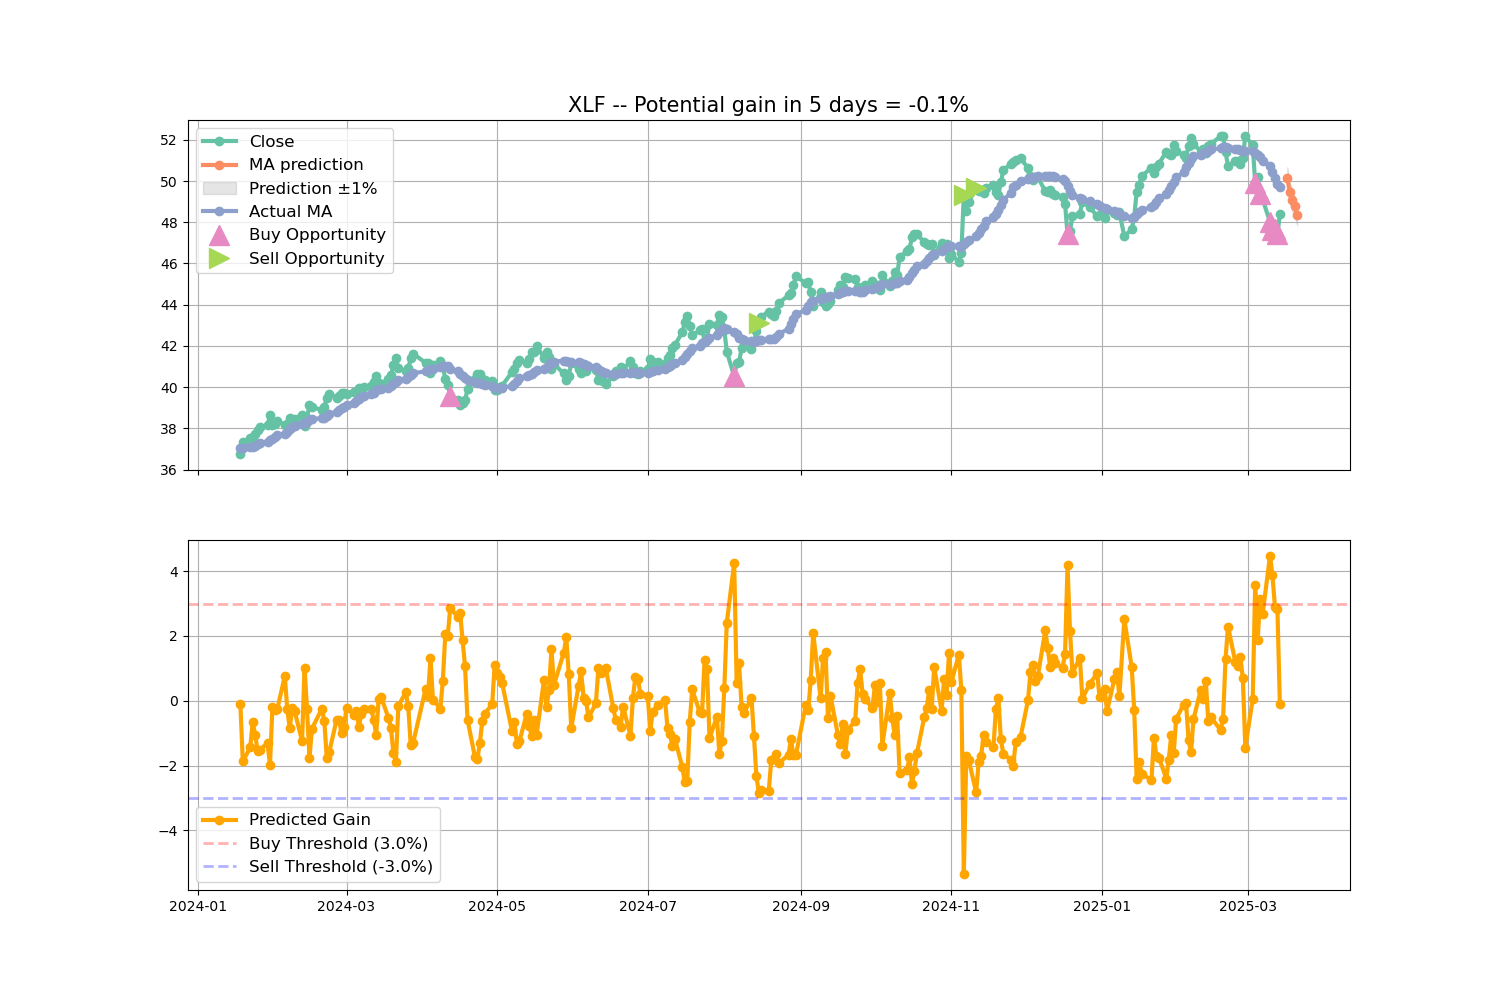 XLF -- Potential gain in 5 days = -0.1%
52
50
48
46
44
42
40
38
36
Close
MA prediction
Prediction ±1%
Actual MA
Buy Opportunity
Sell Opportunity
4
2
0
−2
−4
Predicted Gain
Buy Threshold (3.0%)
Sell Threshold (-3.0%)
2024-01 2024-03 2024-05 2024-07 2024-09 2024-11 2025-01 2025-03